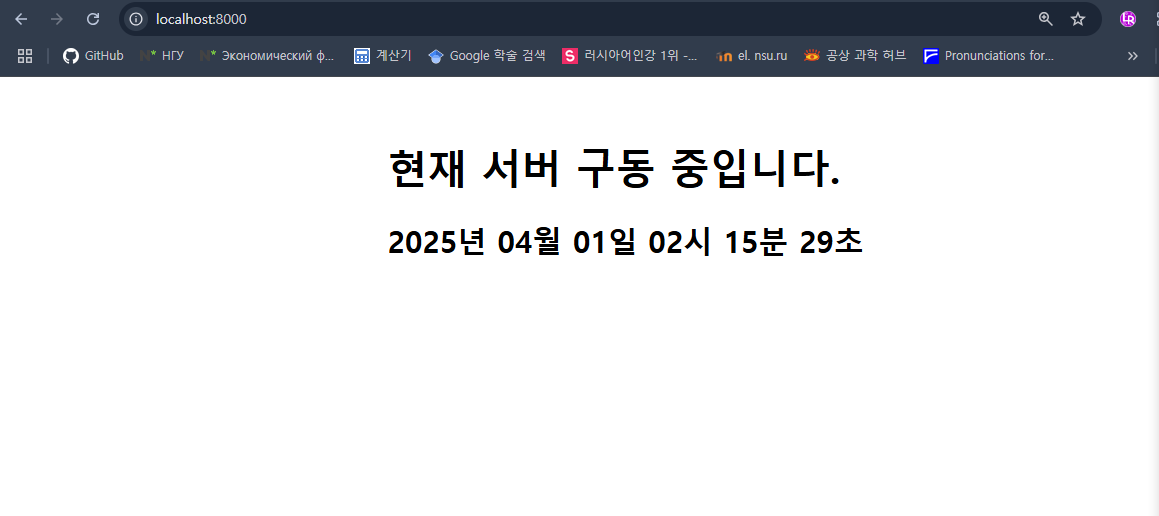 localhost:8000
GitHub НГУ Экономический ф... 계산기 Google 학술 검색 러시아어인강 1위 -... el. nsu.ru 공상 과학 허브 Pronunciations for...
현재 서버 구동 중입니다.
2025년 04월 01일 02시 15분 29초